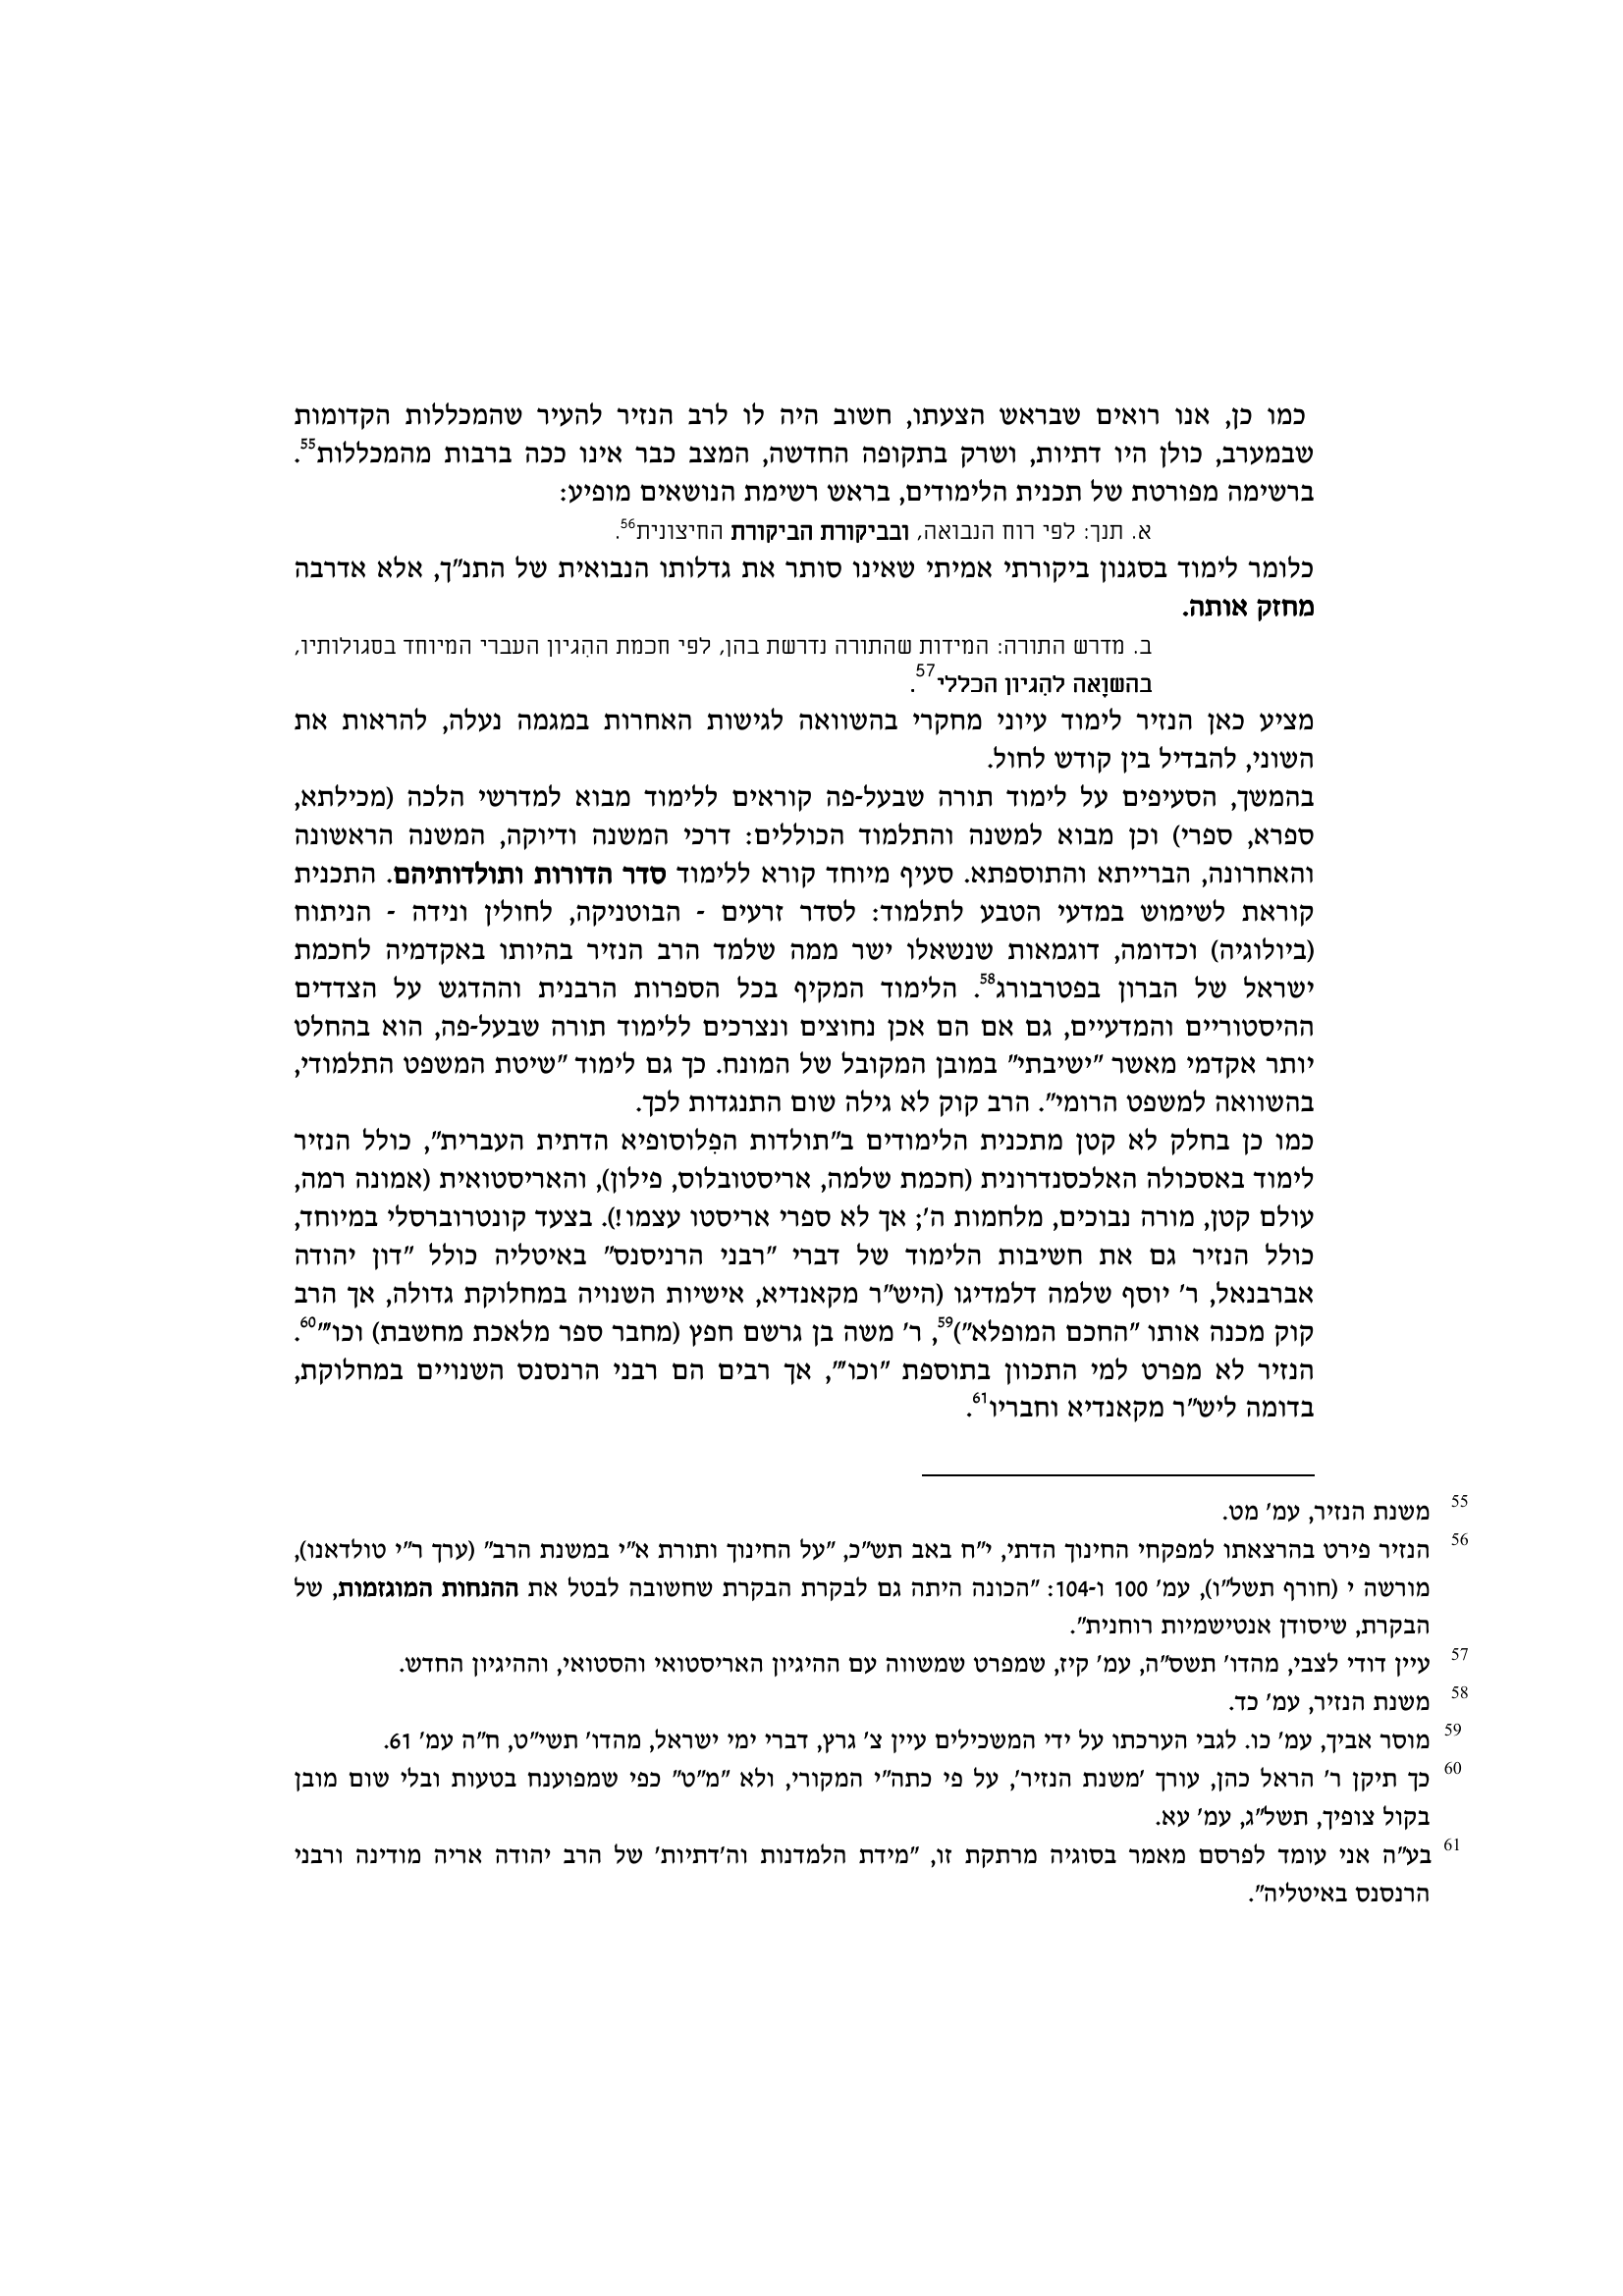 כמו כן, אנו רואים שבראש הצעתו, חשוב היה לו לרב הנזיר להעיר שהמכללות הקדומות
שבמערב, כולן היו דתיות, ושרק בתקופה החדשה, המצב כבר אינו ככה ברבות מהמכללות55.
ברשימה מפורטת של תכנית הלימודים, בראש רשימת הנושאים מופיע:
א. תנך: לפי רוח הנבואה, ובביקורת הביקורת החיצונית56.
כלומר לימוד בסגנון ביקורתי אמיתי שאינו סותר את גדלותו הנבואית של התנ"ך, אלא אדרבה
מחזק אותה.
ב. מדרש התורה: המידות שהתורה נדרשת בהן, לפי חכמת ההִגיון העברי המיוחד בסגולותיו,
בהשוָאה להִגיון הכללי57.
מציע כאן הנזיר לימוד עיוני מחקרי בהשוואה לגישות האחרות במגמה נעלה, להראות את
השוני, להבדיל בין קודש לחול.
בהמשך, הסעיפים על לימוד תורה שבעל-פה קוראים ללימוד מבוא למדרשי הלכה (מכילתא,
ספרא, ספרי) וכן מבוא למשנה והתלמוד הכוללים: דרכי המשנה ודיוקה, המשנה הראשונה
והאחרונה, הברייתא והתוספתא. סעיף מיוחד קורא ללימוד סדר הדורות ותולדותיהם. התכנית
קוראת לשימוש במדעי הטבע לתלמוד: לסדר זרעים - הבוטניקה, לחולין ונידה - הניתוח
(ביולוגיה) וכדומה, דוגמאות שנשאלו ישר ממה שלמד הרב הנזיר בהיותו באקדמיה לחכמת
ישראל של הברון בפטרבורג58. הלימוד המקיף בכל הספרות הרבנית וההדגש על הצדדים
ההיסטוריים והמדעיים, גם אם הם אכן נחוצים ונצרכים ללימוד תורה שבעל-פה, הוא בהחלט
יותר אקדמי מאשר "ישיבתי" במובן המקובל של המונח. כך גם לימוד "שיטת המשפט התלמודי,
בהשוואה למשפט הרומי". הרב קוק לא גילה שום התנגדות לכך.
כמו כן בחלק לא קטן מתכנית הלימודים ב"תולדות הפִלוסופיא הדתית העברית", כולל הנזיר
לימוד באסכולה האלכסנדרונית (חכמת שלמה, אריסטובלוס, פילון), והאריסטואית (אמונה רמה,
עולם קטן, מורה נבוכים, מלחמות ה'; אך לא ספרי אריסטו עצמו!). בצעד קונטרוברסלי במיוחד,
כולל הנזיר גם את חשיבות הלימוד של דברי "רבני הרניסנס" באיטליה כולל "דון יהודה
אברבנאל, ר' יוסף שלמה דלמדיגו (היש"ר מקאנדיא, אישיות השנויה במחלוקת גדולה, אך הרב
קוק מכנה אותו "החכם המופלא")59, ר' משה בן גרשם חפץ (מחבר ספר מלאכת מחשבת) וכו'"60.
הנזיר לא מפרט למי התכוון בתוספת "וכו'", אך רבים הם רבני הרנסנס השנויים במחלוקת,
בדומה ליש"ר מקאנדיא וחבריו61.
55 משנת הנזיר, עמ' מט.
56 הנזיר פירט בהרצאתו למפקחי החינוך הדתי, י"ח באב תש"כ, "על החינוך ותורת א"י במשנת הרב" (ערך ר"י טולדאנו),
מורשה י (חורף תשל"ו), עמ' 100 ו-104: "הכונה היתה גם לבקרת הבקרת שחשובה לבטל את ההנחות המוגזמות, של
הבקרת, שיסודן אנטישמיות רוחנית".
57 עיין דודי לצבי, מהדו' תשס"ה, עמ' קיז, שמפרט שמשווה עם ההיגיון האריסטואי והסטואי, וההיגיון החדש.
58 משנת הנזיר, עמ' כד.
59 מוסר אביך, עמ' כו. לגבי הערכתו על ידי המשכילים עיין צ' גרץ, דברי ימי ישראל, מהדו' תשי"ט, ח"ה עמ' 61.
60 כך תיקן ר' הראל כהן, עורך 'משנת הנזיר', על פי כתה"י המקורי, ולא "מ"ט" כפי שמפוענח בטעות ובלי שום מובן
בקול צופיך, תשל"ג, עמ' עא.
61 בע"ה אני עומד לפרסם מאמר בסוגיה מרתקת זו, "מידת הלמדנות וה'דתיות' של הרב יהודה אריה מודינה ורבני
הרנסנס באיטליה".